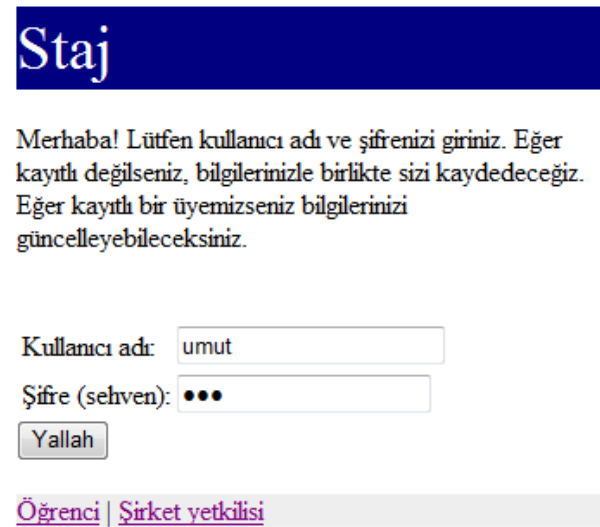 Staj
Merhaba! Lütfen kullanıcı adı ve şifrenizi giriniz. Eğer
kayıtlı değilseniz, bilgilerinizle birlikte sizi kaydedeceğiz.
Eğer kayıtlı bir üyemizseniz bilgilerinizi
güncelleyebileceksiniz.
Kullanıcı adı: umut
Şifre (sehven): •••
Yallah
Öğrenci | Şirket yetkilisi